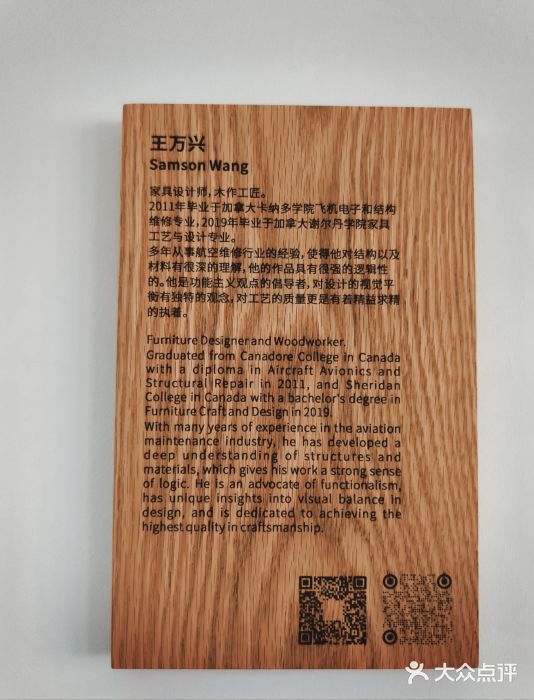 王万兴
Samson Wang
家具设计师，木作工匠。
2011年毕业于加拿大卡纳多学院飞机电子和结构
维修专业，2019年毕业于加拿大谢尔丹学院家具
工艺与设计专业。
多年从事航空维修行业的经验，使得他对结构以及
材料有很深的理解，他的作品具有很强的逻辑性
的。他是功能主义观点的倡导者，对设计的视觉平
衡有独特的观念，对工艺的质量更是有着精益求精
的执着。
Furniture Designer and Woodworker.
Graduated from Canadore College in Canada
with a diploma in Aircraft Avionics and
Structural Repair in 2011, and Sheridan
College in Canada with a bachelor's degree in
Furniture Craft and Design in 2019.
With many years of experience in the aviation
maintenance industry, he has developed a
deep understanding of structures and
materials, which gives his work a strong sense
of logic. He is an advocate of functionalism,
has unique insights into visual balance in
design, and is dedicated to achieving the
highest quality in craftsmanship.
大众点评